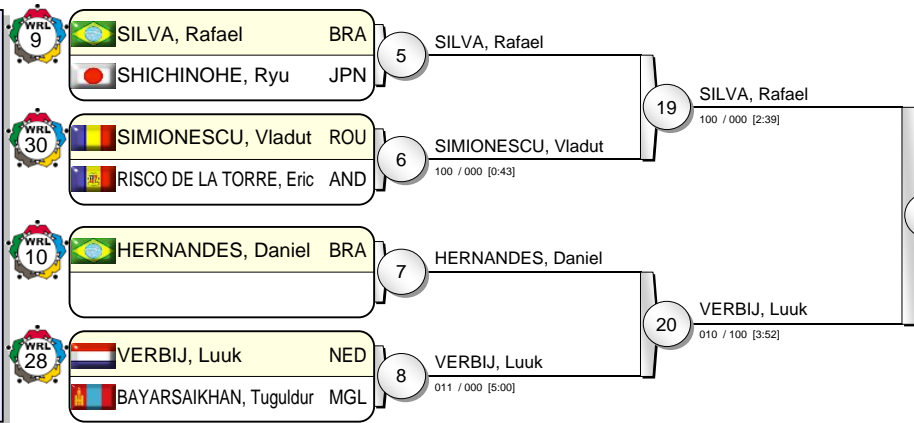 WRL
9
SILVA, Rafael BRA
SHICHINOHE, Ryu JPN
5
SILVA, Rafael
WRL
30
SIMIONESCU, Vladut ROU
RISCO DE LA TORRE, Eric AND
6
SIMIONESCU, Vladut
100 / 000 [0:43]
19
SILVA, Rafael
100 / 000 [2:39]
WRL
10
HERNANDES, Daniel BRA
7
HERNANDES, Daniel
WRL
28
VERBIJ, Luuk NED
BAYARSAIKHAN, Tuguldur MGL
8
VERBIJ, Luuk
011 / 000 [5:00]
20
VERBIJ, Luuk
010 / 100 [3:52]